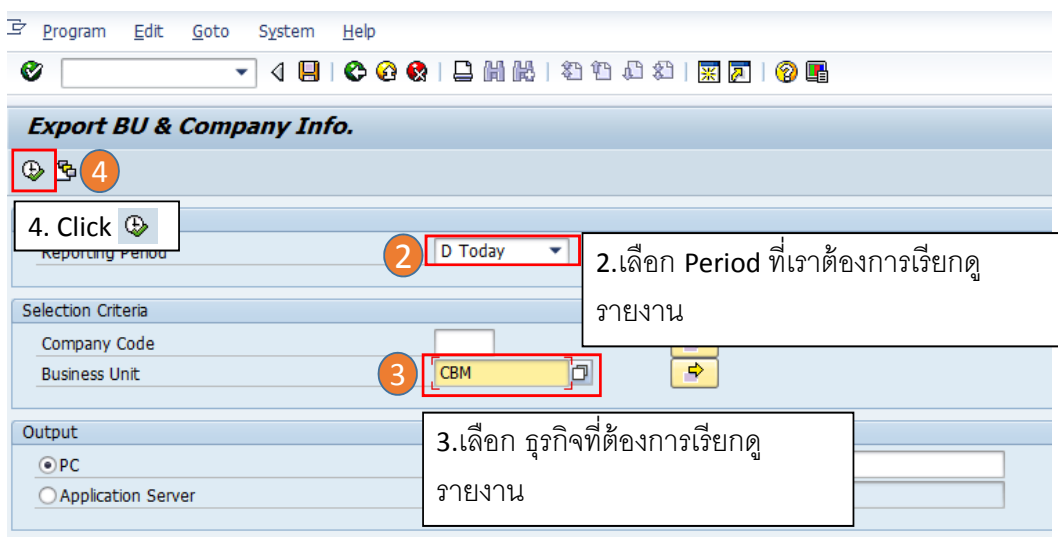 Program Edit Goto System Help
Export BU & Company Info.
4
4. Click
Reporting Period
2
D Today
2.เลือก Period ที่เราต้องการเรียกดู
รายงาน
Selection Criteria
Company Code
Business Unit
3
CBM
Output
3.เลือก ธุรกิจที่ต้องการเรียกดู
รายงาน
PC
Application Server